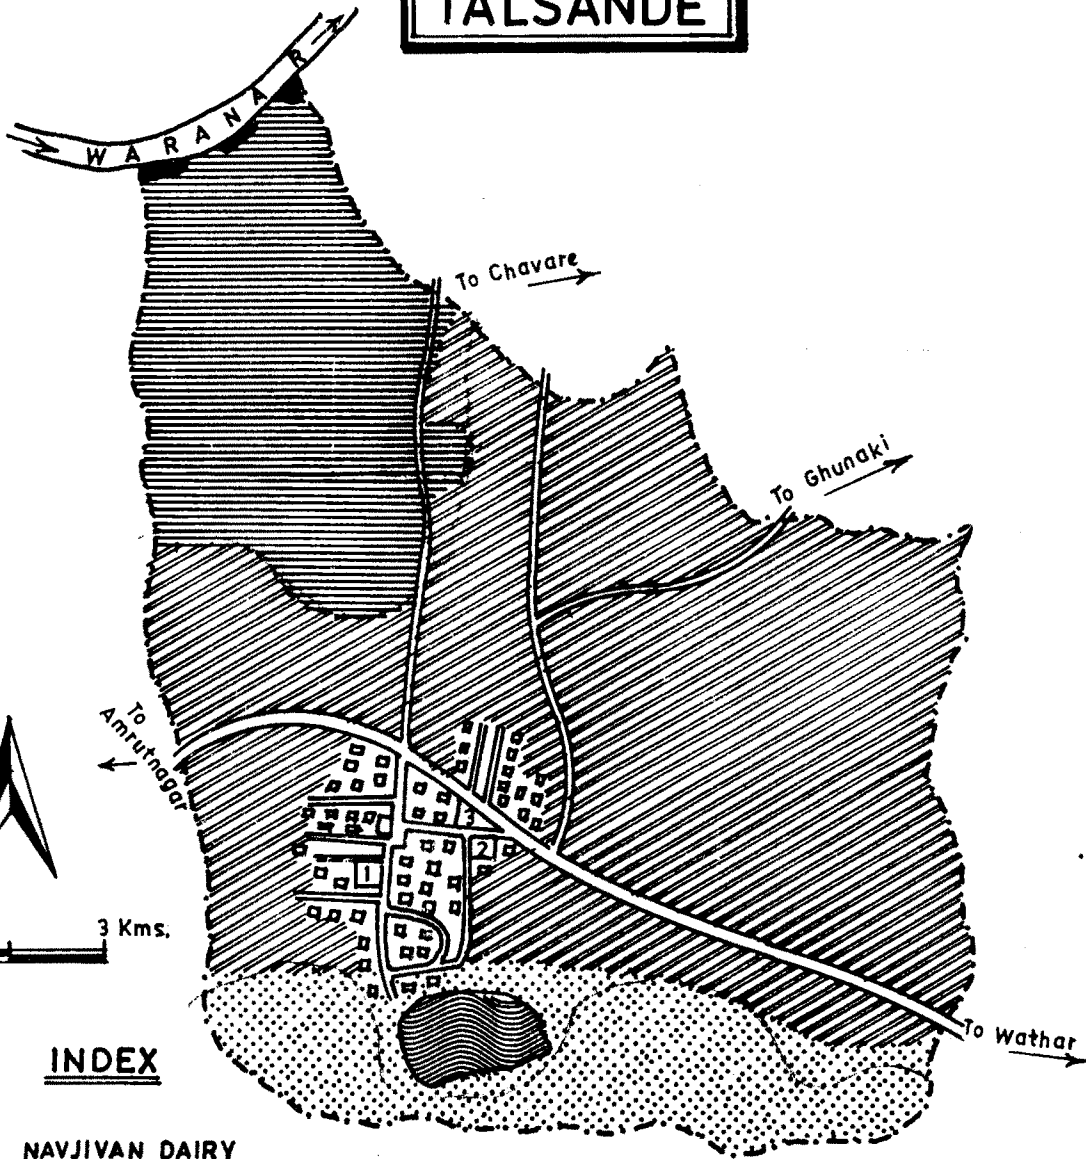 TALSANDE
WARANA R
To Chavare
To Ghunaki
To
Amrutnagar
3
2
1
3 Kms.
To Wathar
INDEX
NAVJIVAN DAIRY